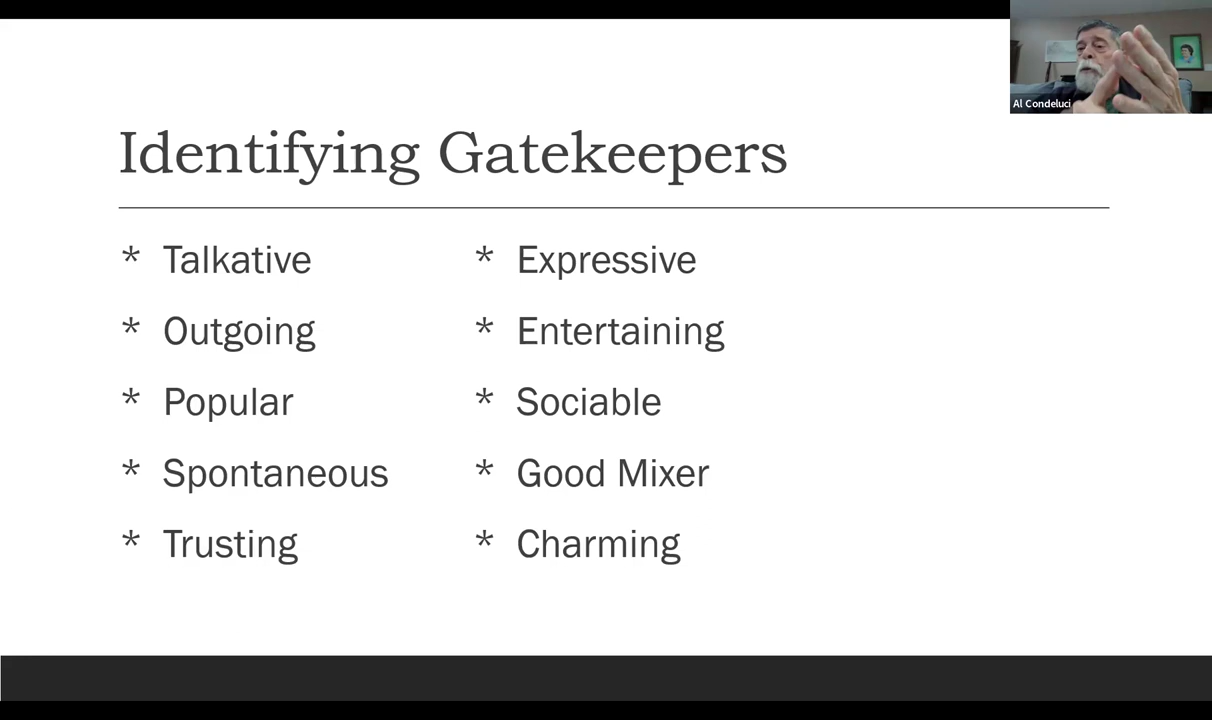 Al Condeluci
Identifying Gatekeepers
* Talkative
* Outgoing
* Popular
* Spontaneous
* Trusting
* Expressive
* Entertaining
* Sociable
* Good Mixer
* Charming